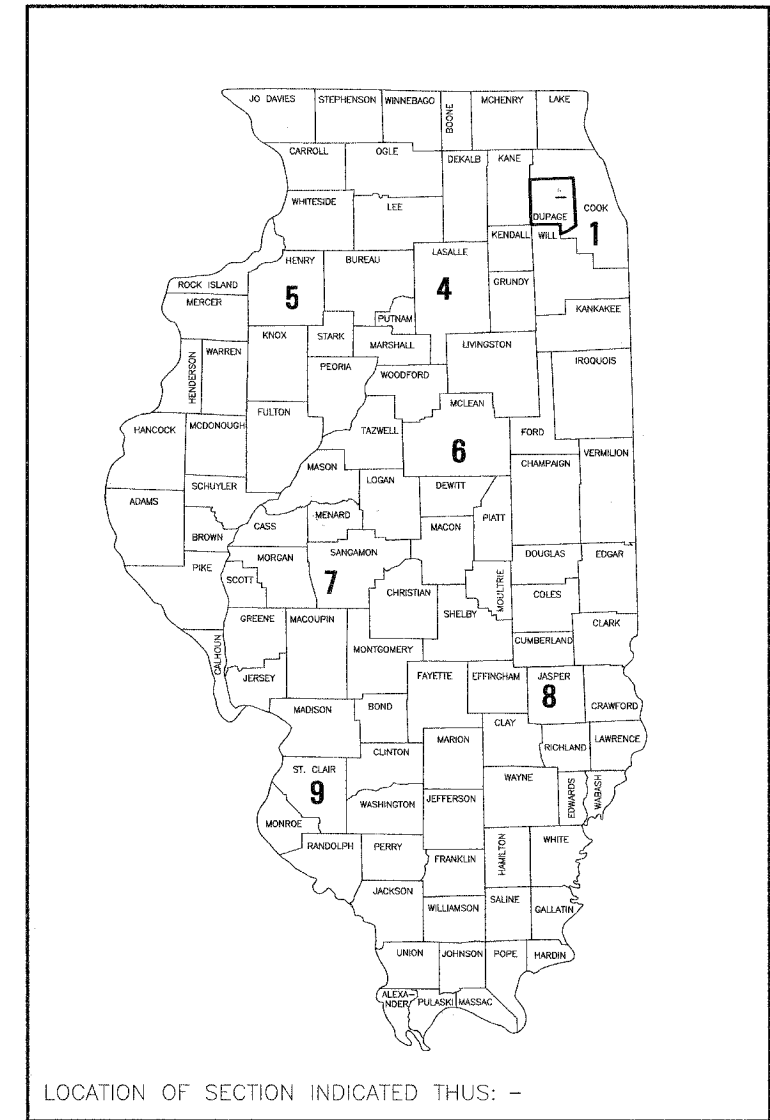 JO DAVIES STEPHENSON WINNEBAGO BOONE MCHENRY LAKE
CARROLL OGLE DEKALB KANE
WHITESIDE LEE DUPAGE COOK
1
KENDALL WILL
HENRY BUREAU LASALLE
ROCK ISLAND 5 4 GRUNDY
MERCER PUTNAM KANKAKEE
KNOX STARK MARSHALL LIVINGSTON
HENDERSON WARREN PEORIA WOODFORD IROQUOIS
MCLEAN
HANCOCK MCDONOUGH FULTON TAZWELL 6 FORD VERMILION
MASON CHAMPAIGN
SCHUYLER LOGAN DEWITT
ADAMS MENARD MACON PIATT
BROWN CASS
PIKE MORGAN SANGAMON DOUGLAS EDGAR
SCOTT 7 CHRISTIAN MOULTRIE COLES
CALHOUN GREENE MACOUPIN SHELBY CLARK
MONTGOMERY CUMBERLAND
JERSEY FAYETTE EFFINGHAM JASPER
8
MADISON BOND CRAWFORD
CLAY
MARION RICHLAND LAWRENCE
CLINTON
ST. CLAIR WAYNE
9 WASHINGTON JEFFERSON EDWARDS WABASH
MONROE
RANDOLPH PERRY HAMILTON WHITE
FRANKLIN
JACKSON
WILLIAMSON SALINE GALLATIN
UNION JOHNSON POPE HARDIN
ALEXA-
NDER PULASKI MASSAC
LOCATION OF SECTION INDICATED THUS: –